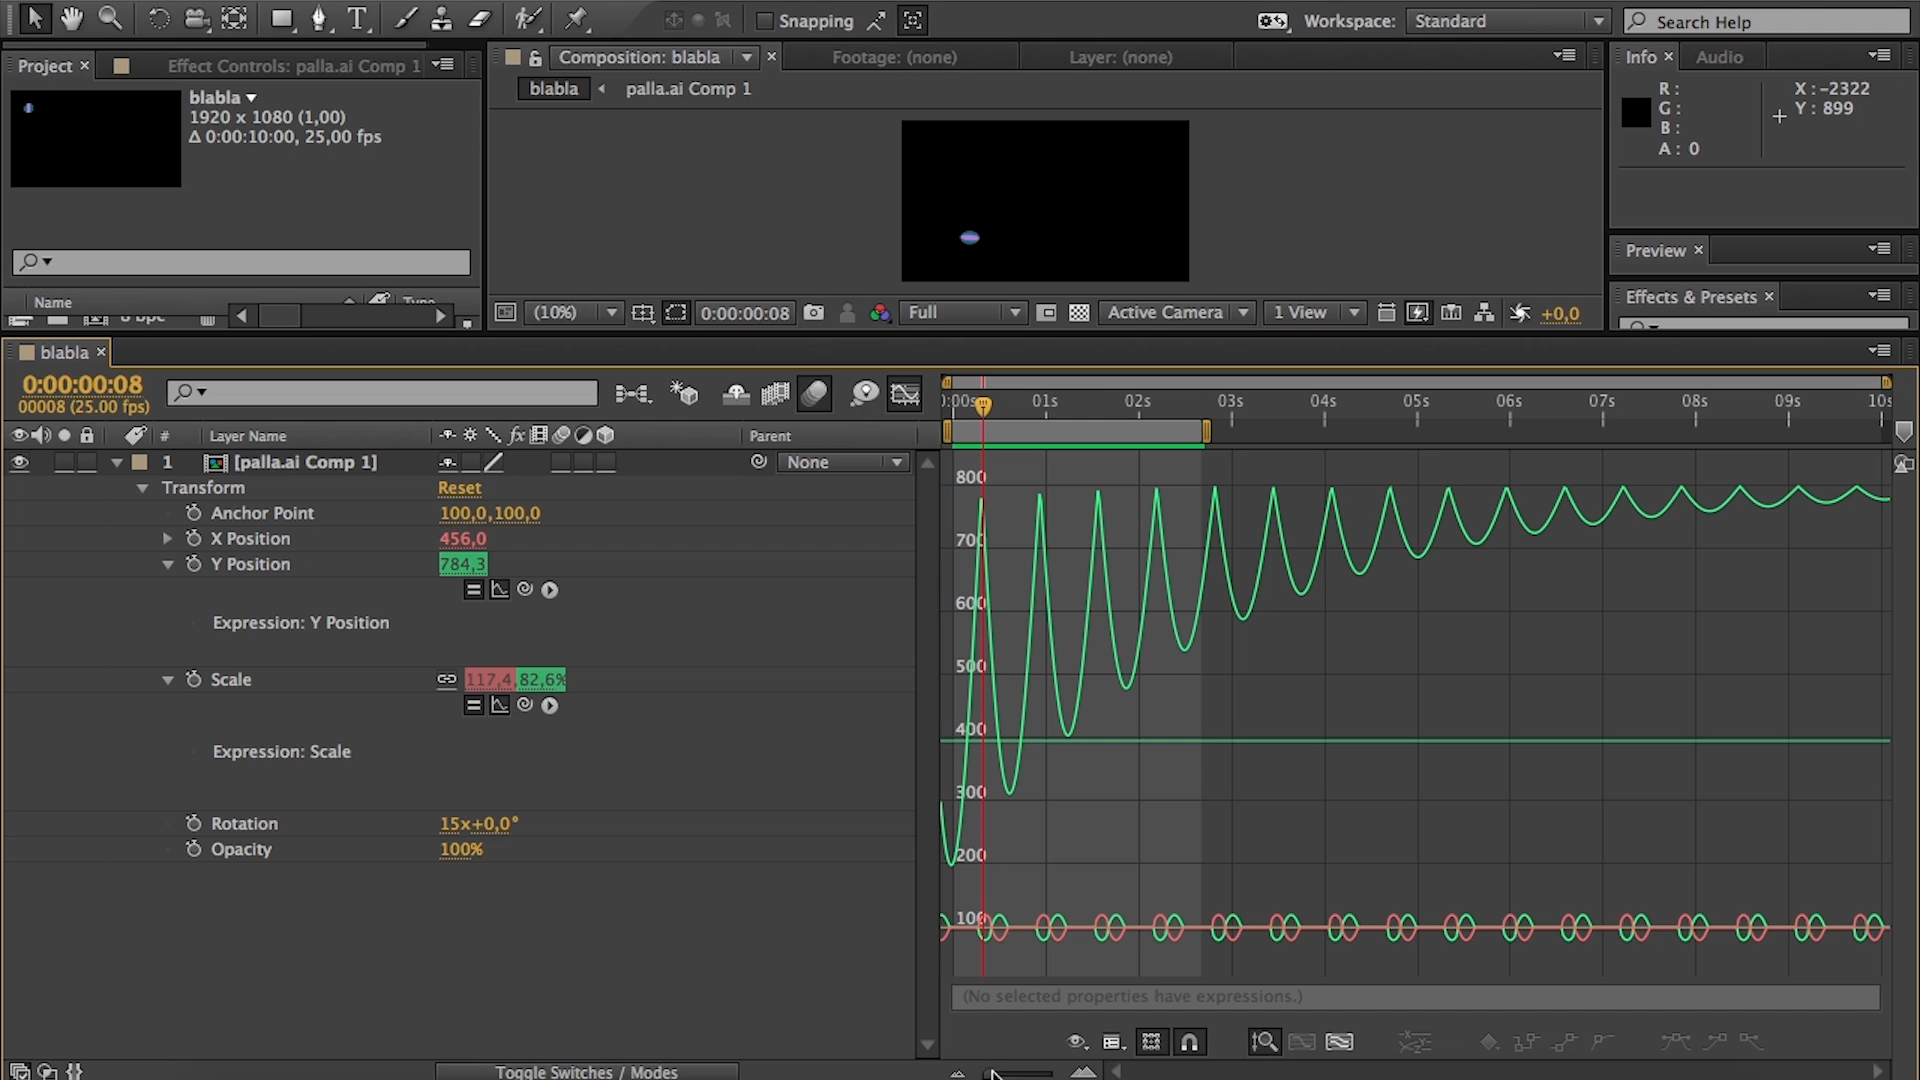 Snapping
Workspace: Standard
Search Help
Project
Effect Controls: palla.ai Comp 1
Composition: blabla
Footage: (none)
Layer: (none)
Info
Audio
blabla
1920 x 1080 (1,00)
Δ 0:00:10:00, 25,00 fps
blabla
palla.ai Comp 1
R :
G :
B :
A : 0
X : -2322
Y : 899
Preview
Effects & Presets
Name
Type
8 bpc
(10%)
0:00:00:08
Full
Active Camera
1 View
+0,0
blabla
0:00:00:08
00008 (25.00 fps)
# Layer Name
Parent
1 [palla.ai Comp 1]
None
Transform
Reset
Anchor Point
100,0,100,0
X Position
456,0
Y Position
784,3
Expression: Y Position
Scale
117,4,82,6%
Expression: Scale
Rotation
15x+0,0°
Opacity
100%
):00s 01s 02s 03s 04s 05s 06s 07s 08s 09s 10s
800
700
600
500
400
300
200
100
(No selected properties have expressions.)
Toggle Switches / Modes